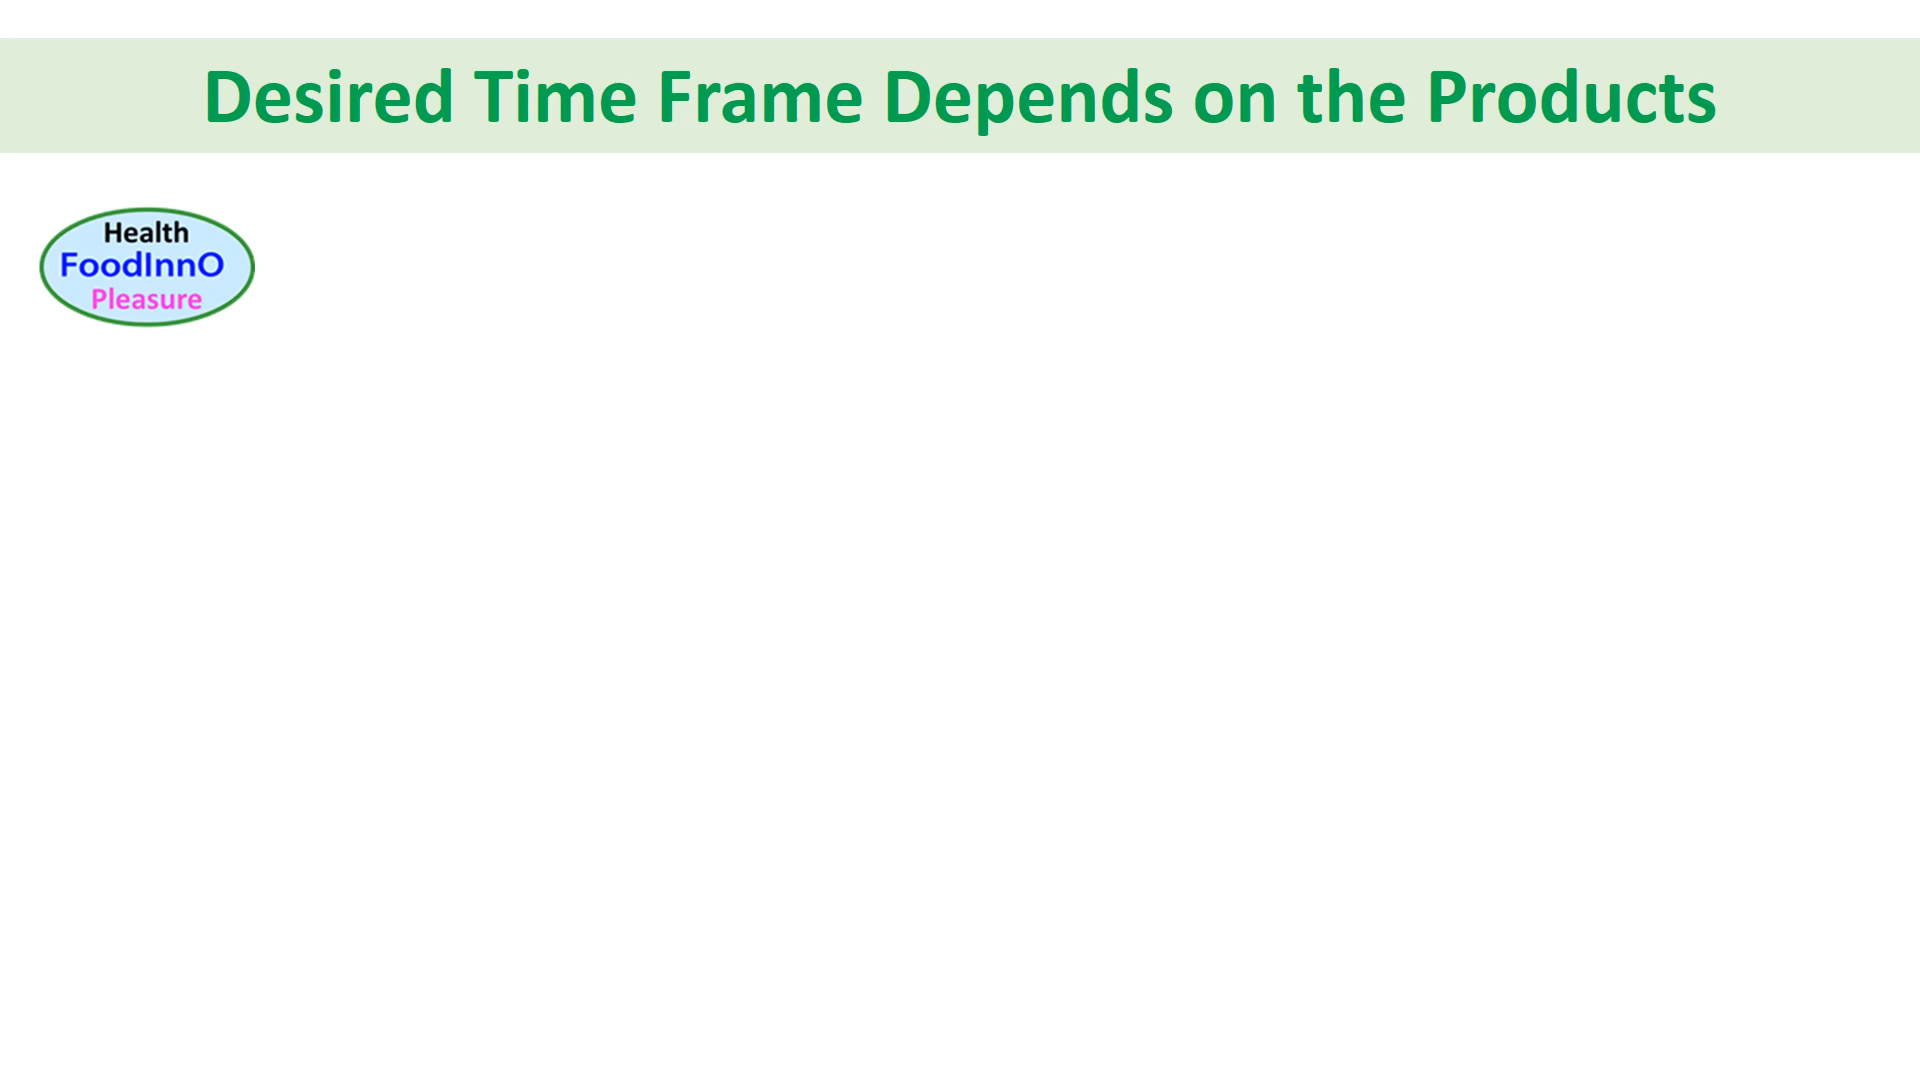 Desired Time Frame Depends on the Products
Health
FoodInnO
Pleasure